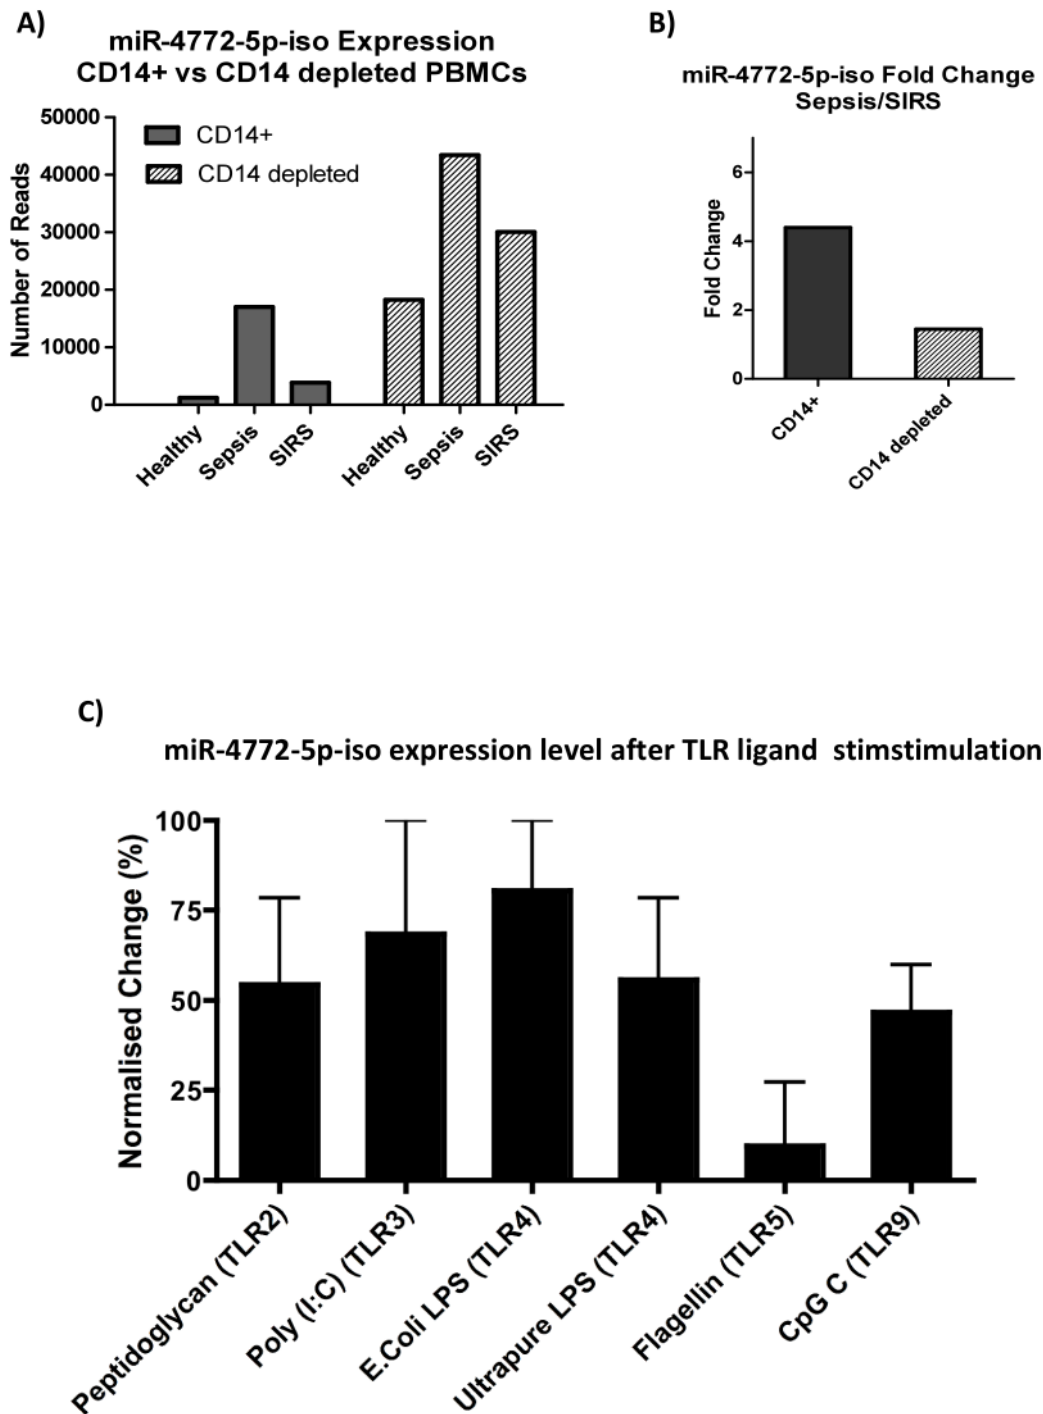 A)
miR-4772-5p-iso Expression
CD14+ vs CD14 depleted PBMCs
50000
40000
30000
20000
10000
0
Number of Reads
CD14+
CD14 depleted
Healthy
Sepsis
SIRS
Healthy
Sepsis
SIRS
B)
miR-4772-5p-iso Fold Change
Sepsis/SIRS
6
4
2
0
Fold Change
CD14+
CD14 depleted
C)
miR-4772-5p-iso expression level after TLR ligand stimstimulation
100
75
50
25
0
Normalised Change (%)
Peptidoglycan (TLR2)
Poly (I:C) (TLR3)
E.Coli LPS (TLR4)
Ultrapure LPS (TLR4)
Flagellin (TLR5)
CpG C (TLR9)